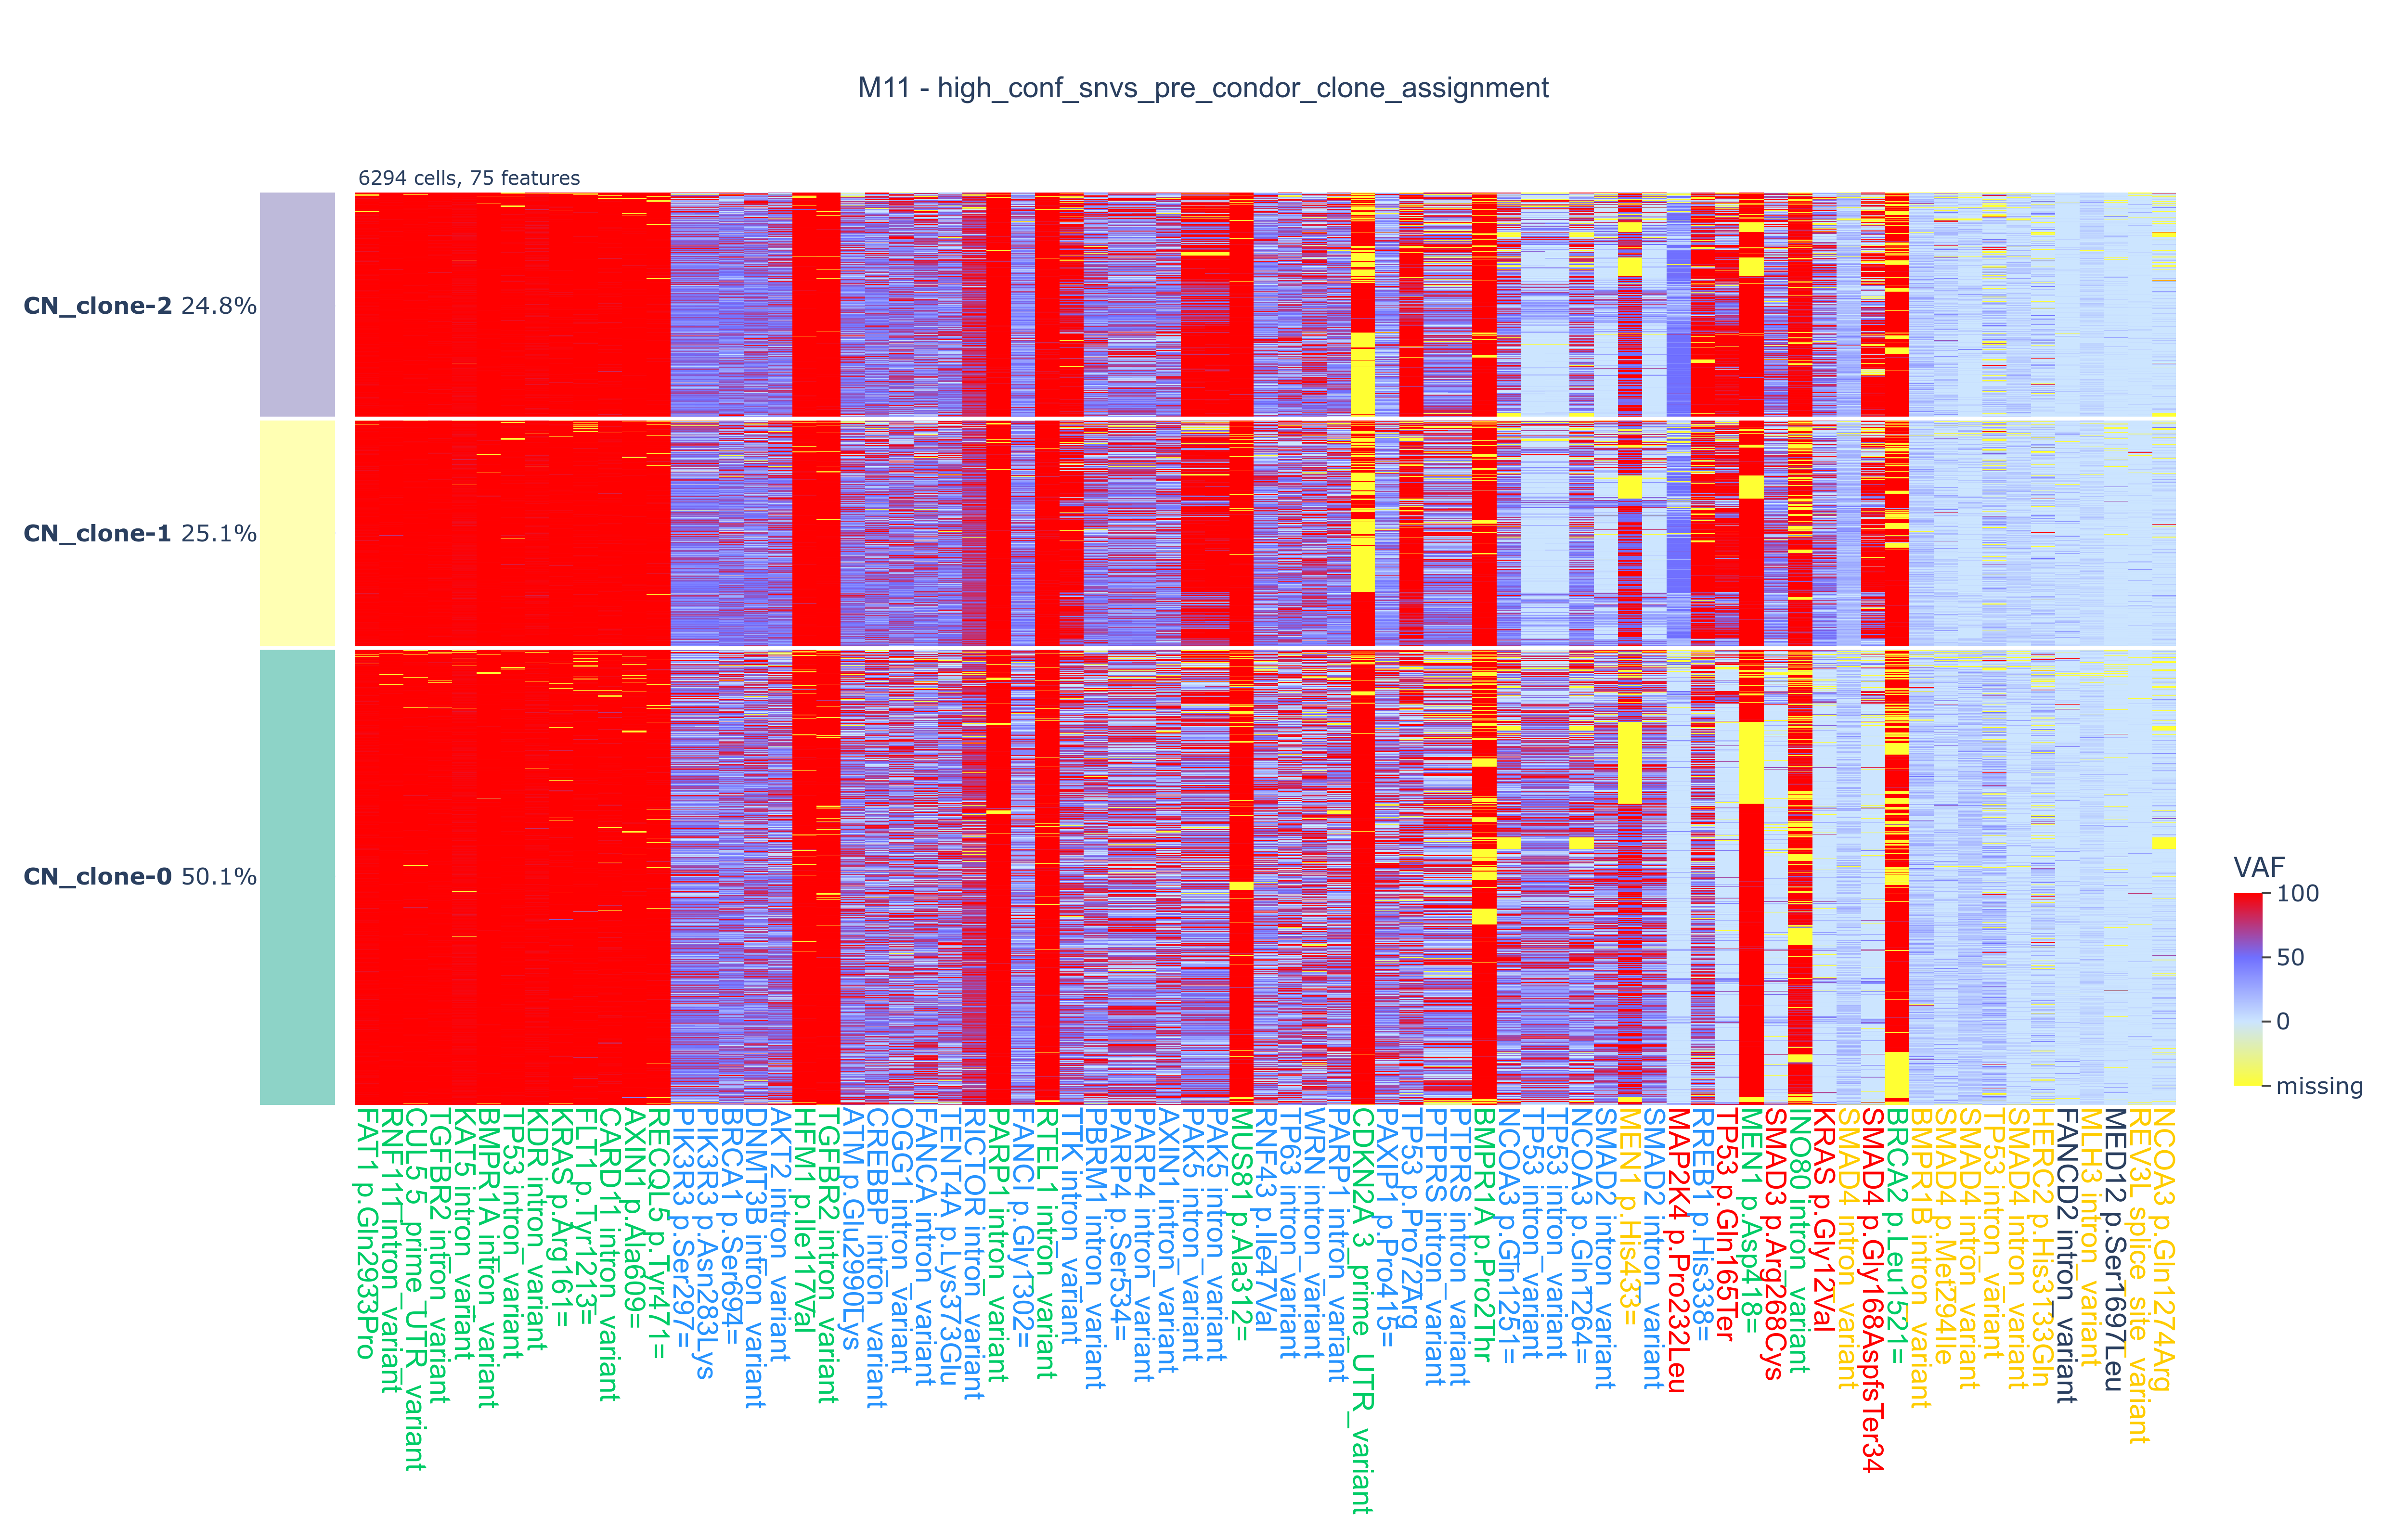 M11 - high_conf_snvs_pre_condor_clone_assignment
6294 cells, 75 features
CN_clone-2 24.8%
CN_clone-1 25.1%
CN_clone-0 50.1%
VAF
100
50
0
missing
FAT1 p.Gln2933Pro
RNF111 intron_variant
CUL5 5_prime_UTR_variant
TGFBR2 intron_variant
KAT5 intron_variant
BMPR1A intron_variant
TP53 intron_variant
KDR intron_variant
KRAS p.Arg161=
FLT1 p.Tyr1213=
CARD11 intron_variant
AXIN1 p.Ala609=
RECQL5 p.Tyr471=
PIK3R3 p.Ser297=
PIK3R3 p.Asn283Lys
BRCA1 p.Ser694=
DNMT3B intron_variant
AKT2 intron_variant
HFM1 p.Ile117Val
TGFBR2 intron_variant
ATM p.Glu2990Lys
CREBBP intron_variant
OGG1 intron_variant
FANCA intron_variant
TENT4A p.Lys373Glu
RICTOR intron_variant
PARP1 intron_variant
FANCI p.Gly1302=
RTEL1 intron_variant
TTK intron_variant
PBRM1 intron_variant
PARP4 p.Ser534=
PARP4 intron_variant
AXIN1 intron_variant
PAK5 intron_variant
PAK5 intron_variant
MUS81 p.Ala312=
RNF43 p.Ile47Val
TP63 intron_variant
WRN intron_variant
PARP1 intron_variant
CDKN2A 3_prime_UTR_variant
PAXIP1 p.Pro415=
TP53 p.Pro72Arg
PTPRS intron_variant
PTPRS intron_variant
BMPR1A p.Pro2Thr
NCOA3 p.Gln1251=
TP53 intron_variant
TP53 intron_variant
NCOA3 p.Gln1264=
SMAD2 intron_variant
MEN1 p.His433=
SMAD2 intron_variant
MAP2K4 p.Pro232Leu
RREB1 p.His338=
TP53 p.Gln165Ter
MEN1 p.Asp418=
SMAD3 p.Arg268Cys
INO80 intron_variant
KRAS p.Gly12Val
SMAD4 intron_variant
SMAD4 p.Gly168AspfsTer34
BRCA2 p.Leu1521=
BMPR1B intron_variant
SMAD4 p.Met294Ile
SMAD4 intron_variant
TP53 intron_variant
SMAD4 intron_variant
HERC2 p.His3133Gln
FANCD2 intron_variant
MLH3 intron_variant
MED12 p.Ser1697Leu
REV3L splice_site_variant
NCOA3 p.Gln1274Arg